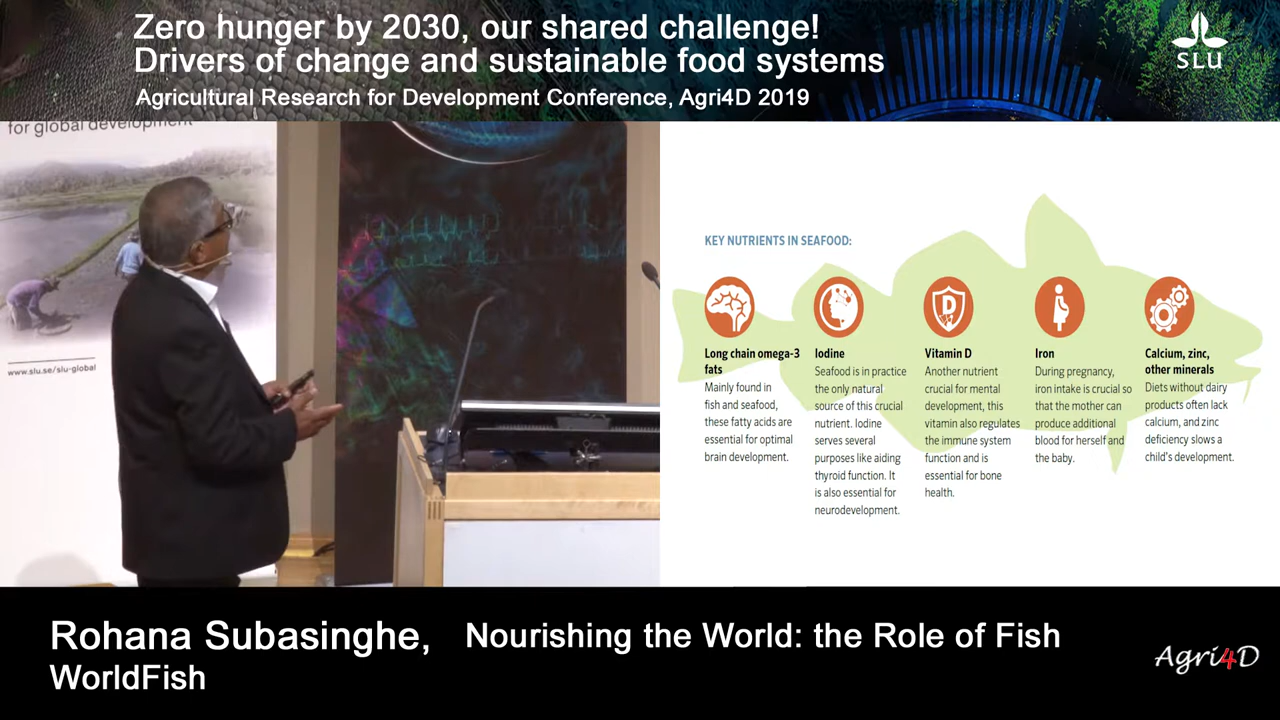 Zero hunger by 2030, our shared challenge!
Drivers of change and sustainable food systems
Agricultural Research for Development Conference, Agri4D 2019
SLU
for global development
www.slu.se/slu-global
KEY NUTRIENTS IN SEAFOOD:
Long chain omega-3
fats
Mainly found in
fish and seafood,
these fatty acids are
essential for optimal
brain development.
Iodine
Seafood is in practice
the only natural
source of this crucial
nutrient. Iodine
serves several
purposes like aiding
thyroid function. It
is also essential for
neurodevelopment.
D
Vitamin D
Another nutrient
crucial for mental
development, this
vitamin also regulates
the immune system
function and is
essential for bone
health.
Iron
During pregnancy,
iron intake is crucial so
that the mother can
produce additional
blood for herself and
the baby.
Calcium, zinc,
other minerals
Diets without dairy
products often lack
calcium, and zinc
deficiency slows a
child's development.
Rohana Subasinghe,
WorldFish
Nourishing the World: the Role of Fish
Agri4D